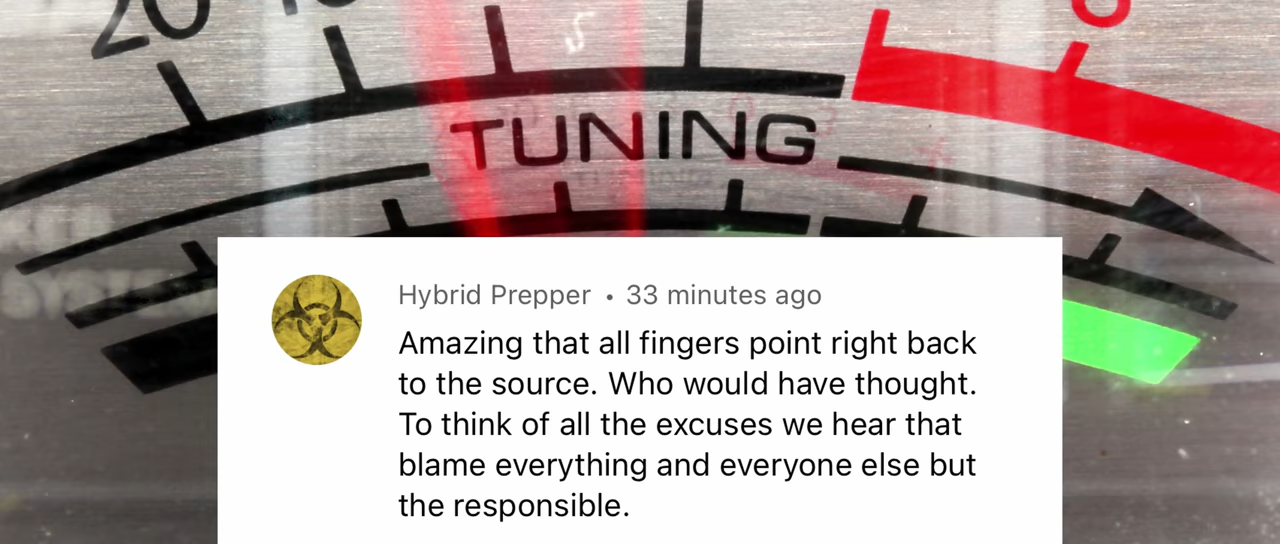 20
TUNING
Hybrid Prepper • 33 minutes ago
Amazing that all fingers point right back
to the source. Who would have thought.
To think of all the excuses we hear that
blame everything and everyone else but
the responsible.